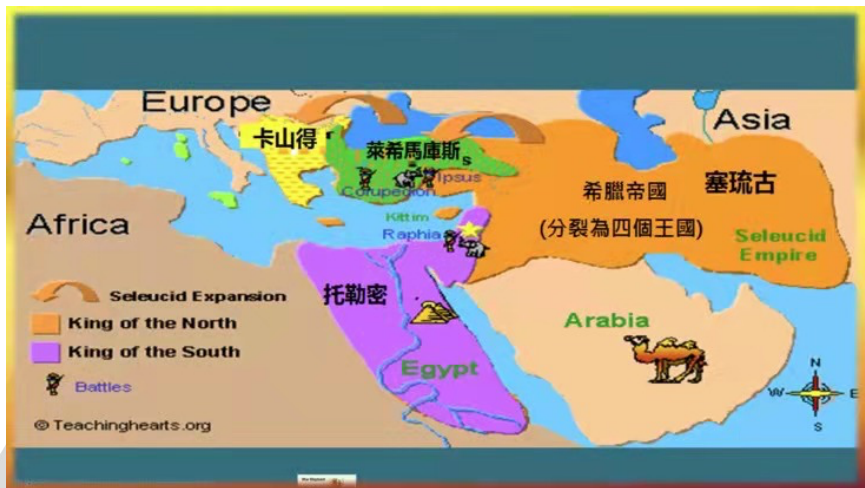 Europe
Asia
卡山得
r
萊希馬庫斯
s
Ipsus
Corupedion
希臘帝國
塞琉古
Kittim
Africa
Raphia
(分裂為四個王國)
Seleucid
Empire
托勒密
Seleucid Expansion
King of the North
Arabia
King of the South
Egypt
Battles
N
W
E
S
© Teachinghearts.org